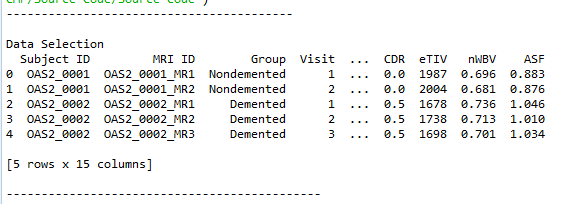 ----------------------------------------
Data Selection
Subject ID MRI ID Group Visit ... CDR eTIV nWBV ASF
0 OAS2_0001 OAS2_0001_MR1 Nondemented 1 ... 0.0 1987 0.696 0.883
1 OAS2_0001 OAS2_0001_MR2 Nondemented 2 ... 0.0 2004 0.681 0.876
2 OAS2_0002 OAS2_0002_MR1 Demented 1 ... 0.5 1678 0.736 1.046
3 OAS2_0002 OAS2_0002_MR2 Demented 2 ... 0.5 1738 0.713 1.010
4 OAS2_0002 OAS2_0002_MR3 Demented 3 ... 0.5 1698 0.701 1.034
[5 rows x 15 columns]
--------------------------------------------